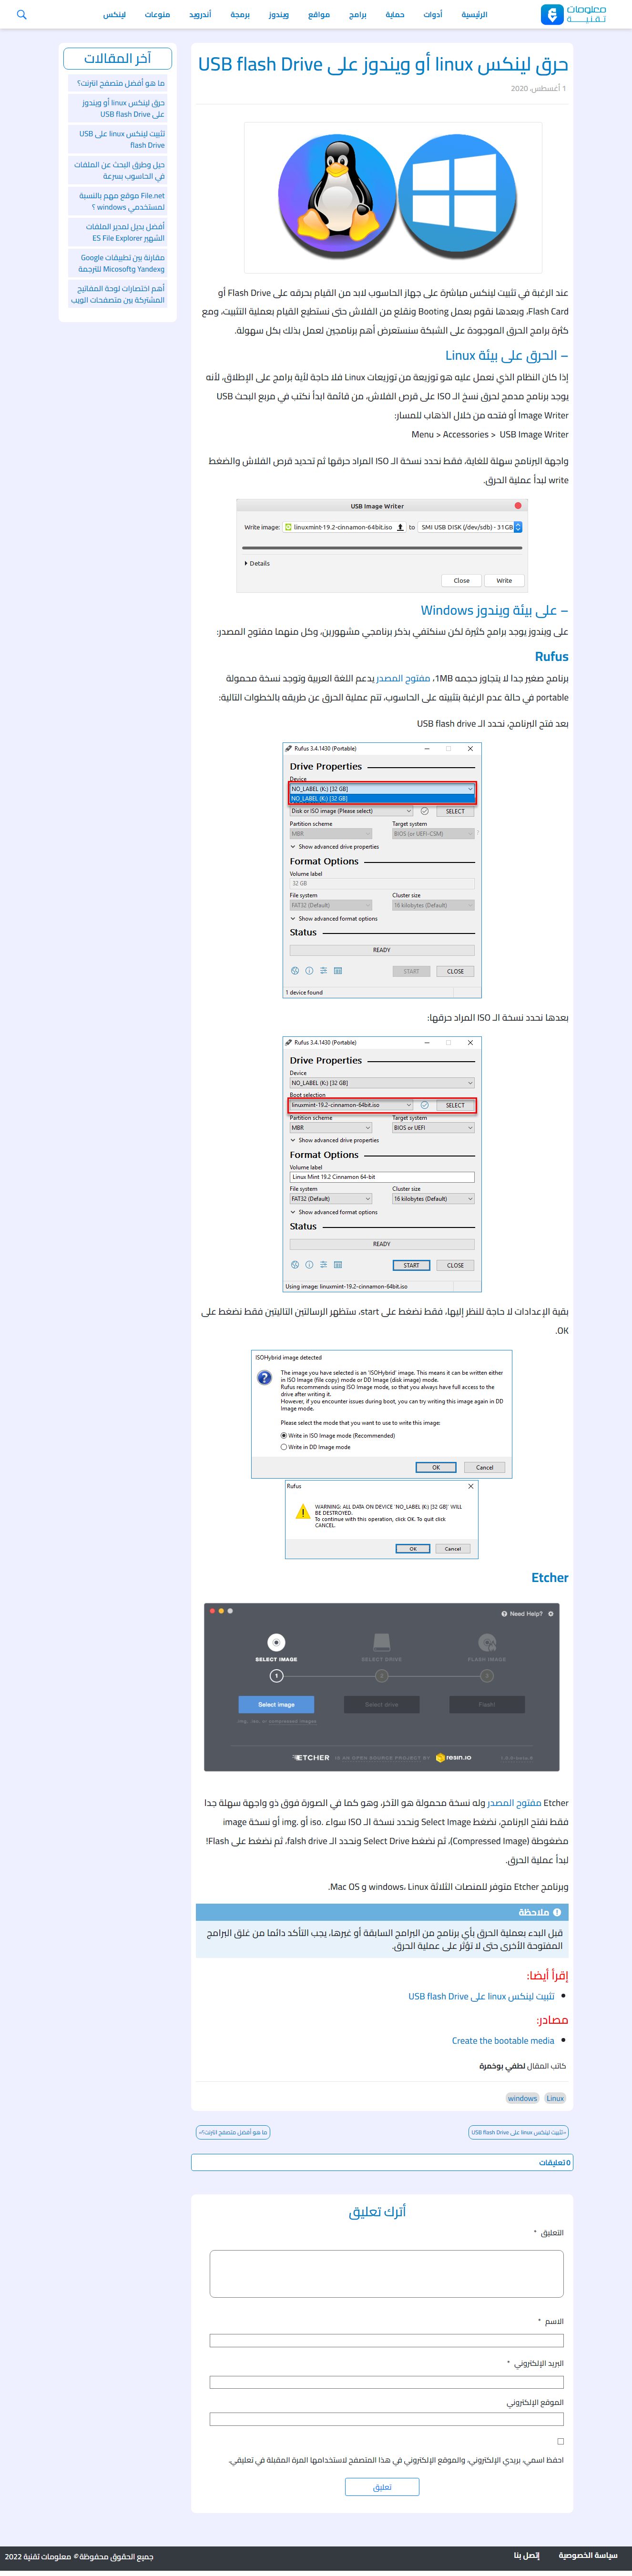 معلومات
تقنيـــة
الرئيسية أدوات حماية برامج مواقع ويندوز برمجة أندرويد منوعات لينكس
حرق لينكس linux أو ويندوز على USB flash Drive
1 أغسطس، 2020
عند الرغبة في تثبيت لينكس مباشرة على جهاز الحاسوب لابد من القيام بحرقه على Flash Drive أو
Flash Card، وبعدها نقوم بعمل Booting ونقلع من الفلاش حتى نستطيع القيام بعملية التثبيت، ومع
كثرة برامج الحرق الموجودة على الشبكة سنستعرض أهم برنامجين لعمل بذلك بكل سهولة.
– الحرق على بيئة Linux
إذا كان النظام الذي نعمل عليه هو توزيعة من توزيعات Linux فلا حاجة لأية برامج على الإطلاق، لأنه
يوجد برنامج مدمج لحرق نسخ الـ ISO على قرص الفلاش، من قائمة ابدأ نكتب في مربع البحث USB
Image Writer أو فتحه من خلال الذهاب للمسار:
Menu > Accessories > USB Image Writer
واجهة البرنامج سهلة للغاية، فقط نحدد نسخة الـ ISO المراد حرقها ثم تحديد قرص الفلاش والضغط
write لبدأ عملية الحرق.
USB Image Writer
Write image: linuxmint-19.2-cinnamon-64bit.iso to SMI USB DISK (/dev/sdb) - 31GB
Details
Close Write
– على بيئة ويندوز Windows
على ويندوز يوجد برامج كثيرة لكن سنكتفي بذكر برنامجي مشهورين، وكل منهما مفتوح المصدر:
Rufus
برنامج صغير جدا لا يتجاوز حجمه 1MB، مفتوح المصدر يدعم اللغة العربية وتوجد نسخة محمولة
portable في حالة عدم الرغبة بتثبيته على الحاسوب، تتم عملية الحرق عن طريقه بالخطوات التالية:
بعد فتح البرنامج، نحدد الـ USB flash drive
Rufus 3.4.1430 (Portable)
Drive Properties
Device
NO_LABEL (K:) [32 GB]
NO_LABEL (K:) [32 GB]
Disk or ISO image (Please select) SELECT
Partition scheme Target system
MBR BIOS (or UEFI-CSM)
Show advanced drive properties
Format Options
Volume label
32 GB
File system Cluster size
FAT32 (Default) 16 kilobytes (Default)
Show advanced format options
Status
READY
START CLOSE
1 device found
بعدها نحدد نسخة الـ ISO المراد حرقها:
Rufus 3.4.1430 (Portable)
Drive Properties
Device
NO_LABEL (K:) [32 GB]
Boot selection
linuxmint-19.2-cinnamon-64bit.iso SELECT
Partition scheme Target system
MBR BIOS or UEFI
Show advanced drive properties
Format Options
Volume label
Linux Mint 19.2 Cinnamon 64-bit
File system Cluster size
FAT32 (Default) 16 kilobytes (Default)
Show advanced format options
Status
READY
START CLOSE
Using image: linuxmint-19.2-cinnamon-64bit.iso
بقية الإعدادات لا حاجة للنظر إليها، فقط نضغط على start، ستظهر الرسالتين التاليتين فقط نضغط على
OK.
ISOHybrid image detected
The image you have selected is an 'ISOHybrid' image. This means it can be written either
in ISO Image (file copy) mode or DD Image (disk image) mode.
Rufus recommends using ISO Image mode, so that you always have full access to the
drive after writing it.
However, if you encounter issues during boot, you can try writing this image again in DD
Image mode.
Please select the mode that you want to use to write this image:
Write in ISO Image mode (Recommended)
Write in DD Image mode
OK Cancel
Rufus
WARNING: ALL DATA ON DEVICE 'NO_LABEL (K:) [32 GB]' WILL
BE DESTROYED.
To continue with this operation, click OK. To quit click
CANCEL.
OK Cancel
Etcher
Need Help?
SELECT IMAGE SELECT DRIVE FLASH IMAGE
1 2 3
Select image Select drive Flash!
ETCHER IS AN OPEN SOURCE PROJECT BY resin.io
Etcher مفتوح المصدر وله نسخة محمولة هو الآخر، وهو كما في الصورة فوق ذو واجهة سهلة جدا
فقط نفتح البرنامج، نضغط Select Image ونحدد نسخة الـ ISO سواء .iso أو .img أو نسخة image
مضغوطة (Compressed Image)، ثم نضغط Select Drive ونحدد الـ falsh drive، ثم نضغط على Flash!
لبدأ عملية الحرق.
وبرنامج Etcher متوفر للمنصات الثلاثة windows، Linux و Mac OS.
ملاحظة
قبل البدء بعملية الحرق بأي برنامج من البرامج السابقة أو غيرها، يجب التأكد دائما من غلق البرامج
المفتوحة الأخرى حتى لا تؤثر على عملية الحرق.
إقرأ أيضا:
تثبيت لينكس linux على USB flash Drive
مصادر:
Create the bootable media
كاتب المقال لطفي بوخمرة
Linux windows
«تثبيت لينكس linux على USB flash Drive
ما هو أفضل متصفح انترنت؟»
0 تعليقات
أترك تعليق
التعليق *
الاسم *
البريد الإلكتروني *
الموقع الإلكتروني
احفظ اسمي، بريدي الإلكتروني، والموقع الإلكتروني في هذا المتصفح لاستخدامها المرة المقبلة في تعليقي.
تعليق
آخر المقالات
ما هو أفضل متصفح انترنت؟
حرق لينكس linux أو ويندوز
على USB flash Drive
تثبيت لينكس linux على USB
flash Drive
حيل وطرق البحث عن الملفات
في الحاسوب بسرعة
File.net موقع مهم بالنسبة
لمستخدمي windows ؟
أفضل بديل لمدير الملفات
الشهير ES File Explorer
مقارنة بين تطبيقات Google
وYandex وMicosoft للترجمة
أهم اختصارات لوحة المفاتيح
المشتركة بين متصفحات الويب
سياسة الخصوصية إتصل بنا
جميع الحقوق محفوظة © معلومات تقنية 2022